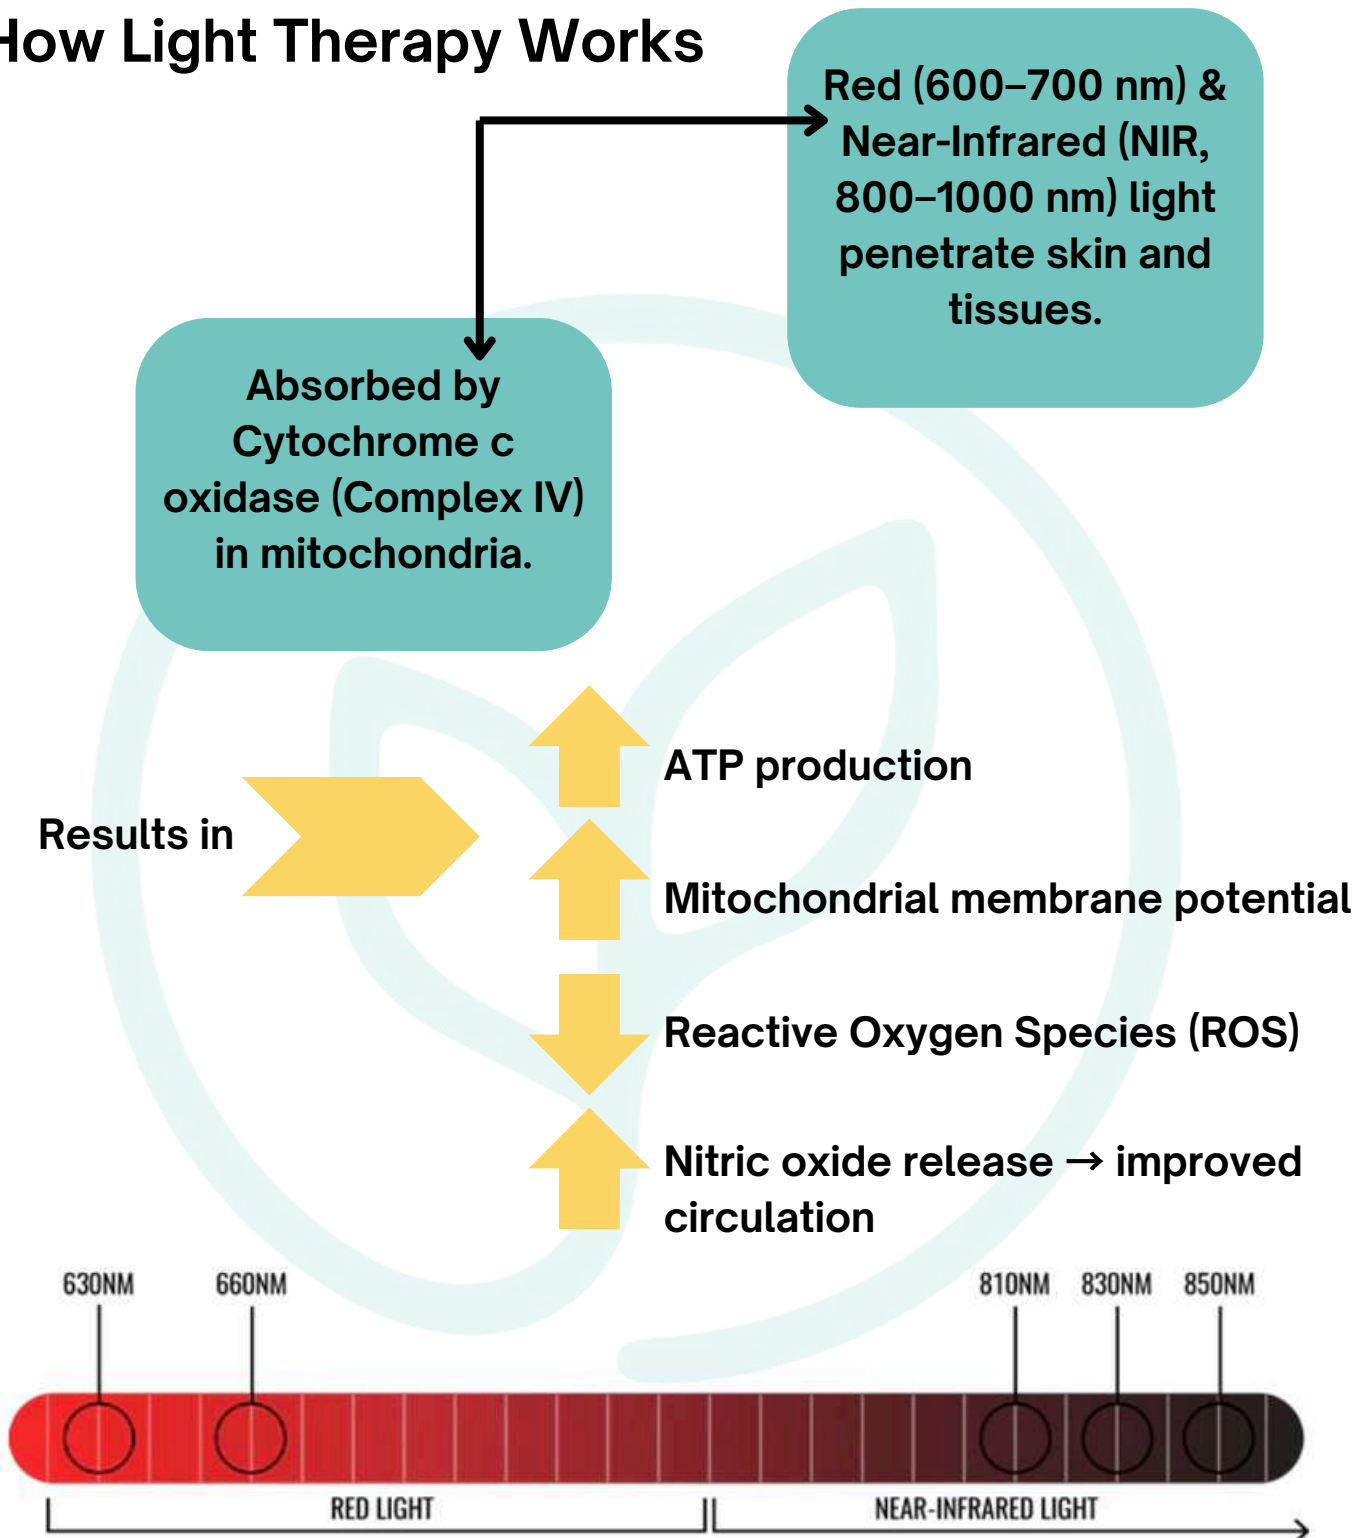 How Light Therapy Works
Red (600–700 nm) &
Near-Infrared (NIR,
800–1000 nm) light
penetrate skin and
tissues.
Absorbed by
Cytochrome c
oxidase (Complex IV)
in mitochondria.
ATP production
Results in
Mitochondrial membrane potential
Reactive Oxygen Species (ROS)
Nitric oxide release → improved
circulation
630NM 660NM 810NM 830NM 850NM
RED LIGHT NEAR-INFRARED LIGHT